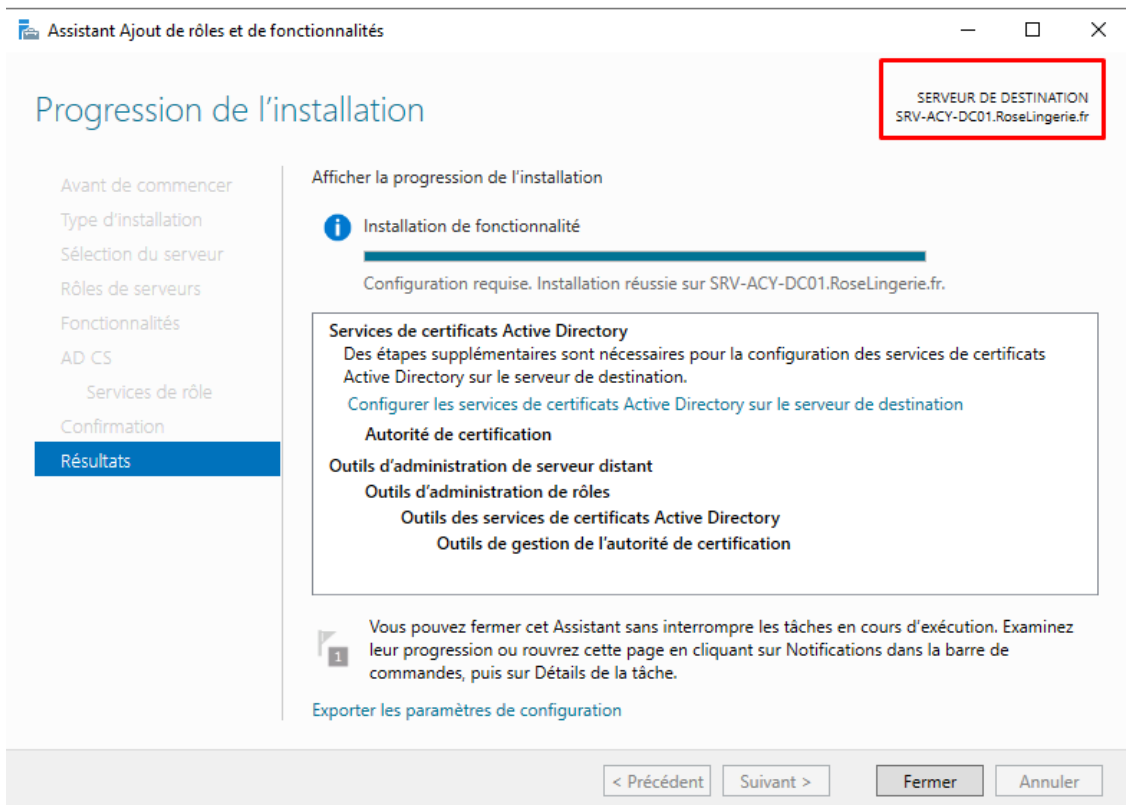 Assistant Ajout de rôles et de fonctionnalités
Progression de l'installation
SERVEUR DE DESTINATION
SRV-ACY-DC01.RoseLingerie.fr
Avant de commencer
Type d'installation
Sélection du serveur
Rôles de serveurs
Fonctionnalités
AD CS
Services de rôle
Confirmation
Résultats
Afficher la progression de l'installation
Installation de fonctionnalité
Configuration requise. Installation réussie sur SRV-ACY-DC01.RoseLingerie.fr.
Services de certificats Active Directory
Des étapes supplémentaires sont nécessaires pour la configuration des services de certificats
Active Directory sur le serveur de destination.
Configurer les services de certificats Active Directory sur le serveur de destination
Autorité de certification
Outils d'administration de serveur distant
Outils d'administration de rôles
Outils des services de certificats Active Directory
Outils de gestion de l'autorité de certification
1
Vous pouvez fermer cet Assistant sans interrompre les tâches en cours d'exécution. Examinez
leur progression ou rouvrez cette page en cliquant sur Notifications dans la barre de
commandes, puis sur Détails de la tâche.
Exporter les paramètres de configuration
< Précédent
Suivant >
Fermer
Annuler